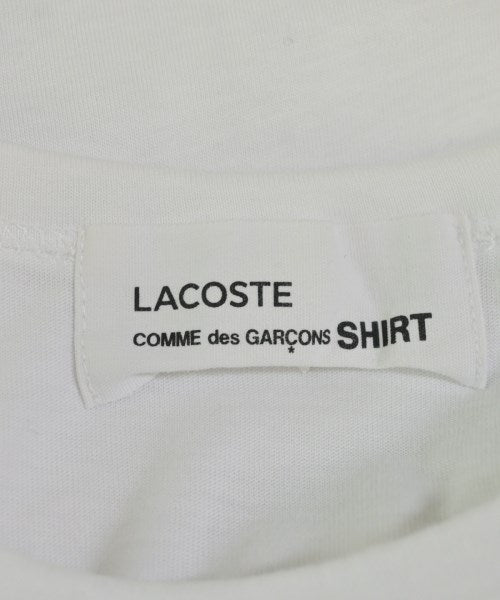 LACOSTE
COMME des GARÇONS SHIRT